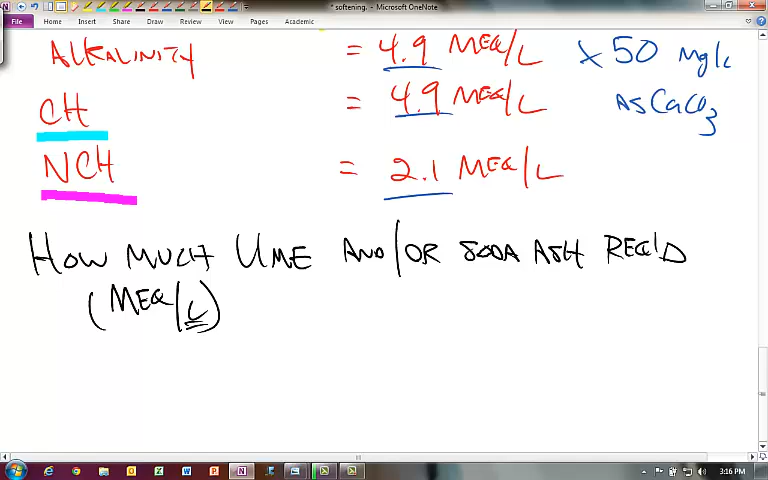 * softening. - Microsoft OneNote
File Home Insert Draw Review View Pages Academic
ALKALINITY = 4.9 MEQ/L X 50 Mg/L
CH = 4.9 MEQ/L AS CaCO3
NCH = 2.1 MEQ/L
HOW MUCH LIME AND/OR SODA ASH REQ'D
(MEQ/L)
3:16 PM